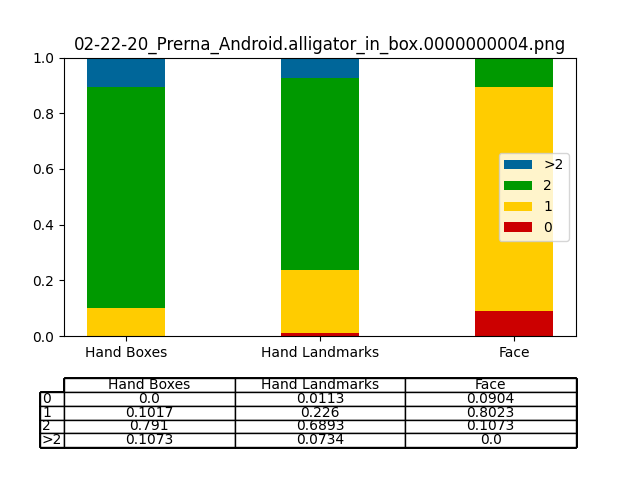 02-22-20_Prerna_Android.alligator_in_box.0000000004.png
1.0
0.8
0.6
0.4
0.2
0.0
>2
2
1
0
Hand Boxes Hand Landmarks Face
Hand Boxes Hand Landmarks Face
0 0.0 0.0113 0.0904
1 0.1017 0.226 0.8023
2 0.791 0.6893 0.1073
>2 0.1073 0.0734 0.0